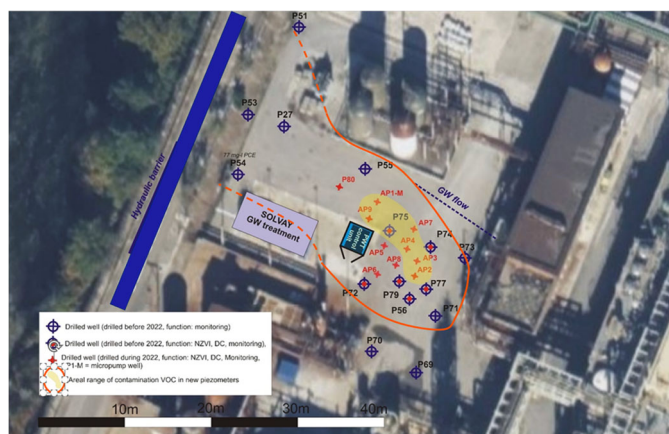 P51
P53
P27
77 mg/l PCE
P54
P55
P80
AP1-M
Hydraulic barrier
GW flow
AP9
P75
AP7
SOLVAY
GW treatment
PWT
control
unit
AP4
P74
P73
AP5
AP3
AP8
AP6
AP2
P72
P79
P77
P56
P71
P70
P69
Drilled well (drilled before 2022, function: monitoring)
Drilled well (drilled before 2022, function: NZVI, DC, monitoring),
Drilled well (drilled during 2022, function: NZVI, DC, Monitoring,
P1-M = micropump well)
Areal range of contamination VOC in new piezometers
10m
20m
30m
40m